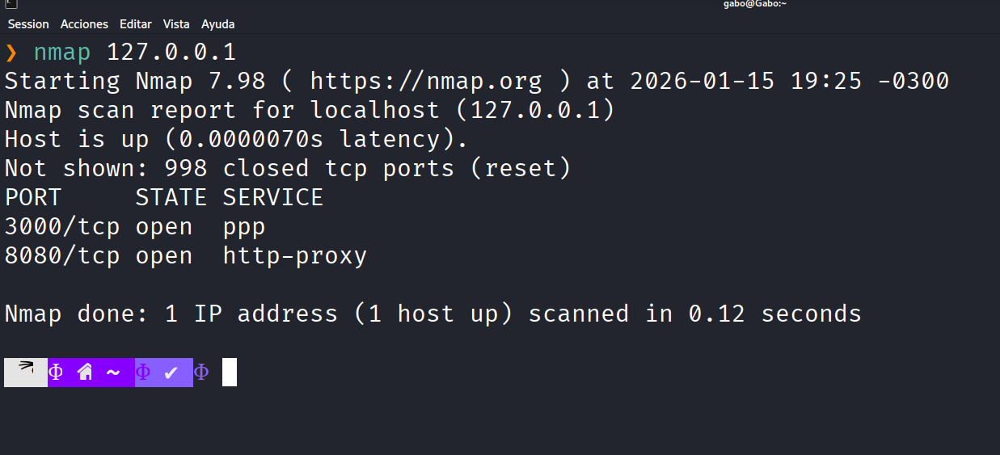 gabo@Gabo:~
Session Acciones Editar Vista Ayuda
❯ nmap 127.0.0.1
Starting Nmap 7.98 ( https://nmap.org ) at 2026-01-15 19:25 -0300
Nmap scan report for localhost (127.0.0.1)
Host is up (0.0000070s latency).
Not shown: 998 closed tcp ports (reset)
PORT     STATE SERVICE
3000/tcp open  ppp
8080/tcp open  http-proxy
Nmap done: 1 IP address (1 host up) scanned in 0.12 seconds
Φ ~ Φ ✔ Φ